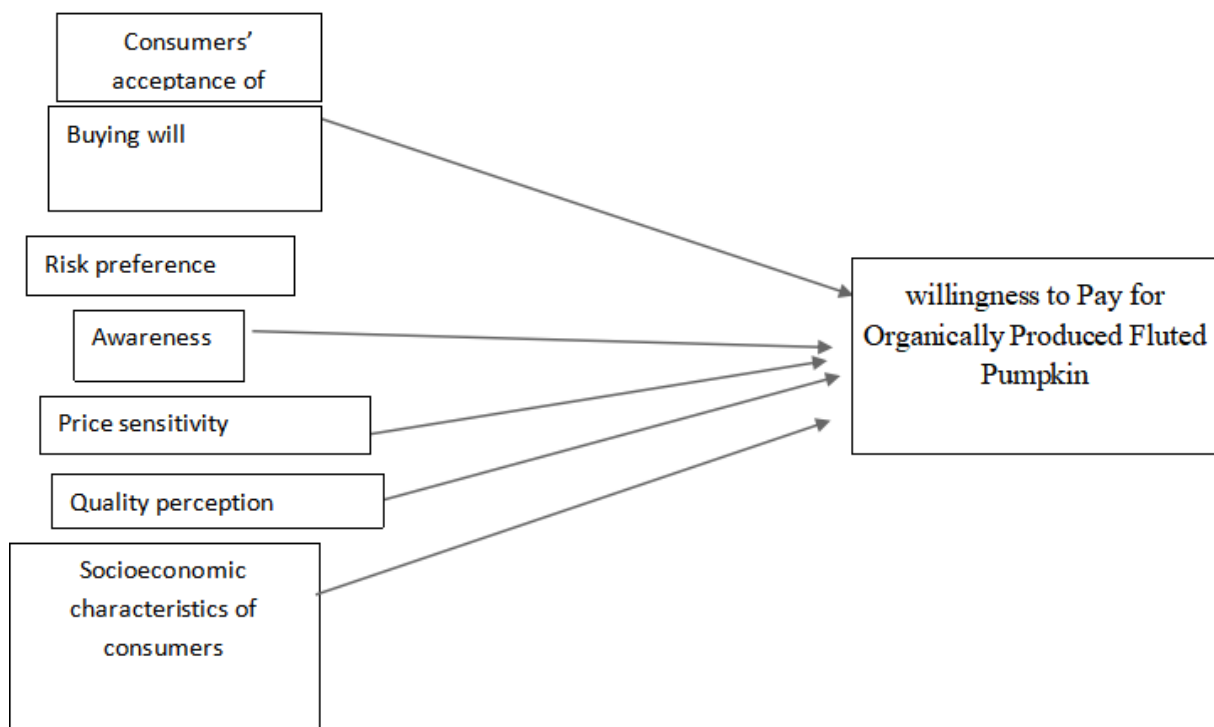 Consumers’
acceptance of
Buying will
Risk preference
Awareness
Price sensitivity
Quality perception
Socioeconomic
characteristics of
consumers
willingness to Pay for
Organically Produced Fluted
Pumpkin